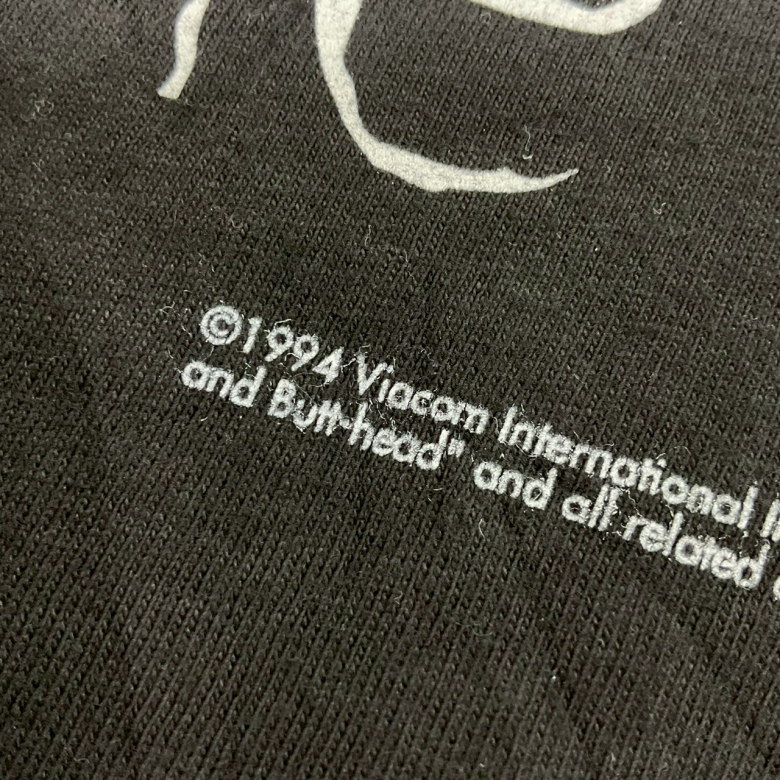 ©1994 Viacom International
and Butt-head" and all related